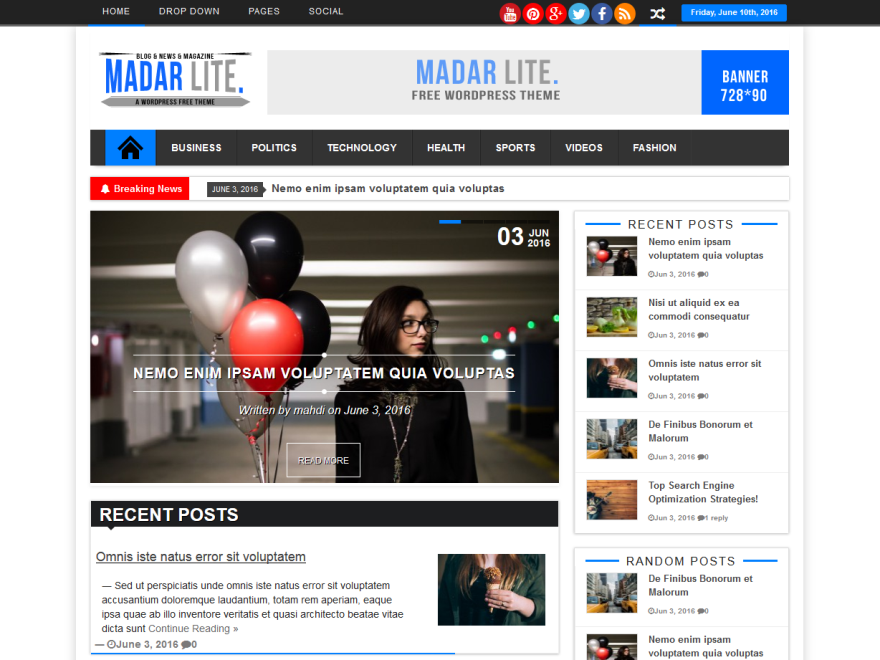 HOME DROP DOWN PAGES SOCIAL
You Tube
Friday, June 10th, 2016
BLOG & NEWS & MAGAZINE
MADAR LITE.
A WORDPRESS FREE THEME
MADAR LITE.
FREE WORDPRESS THEME
BANNER
728*90
BUSINESS POLITICS TECHNOLOGY HEALTH SPORTS VIDEOS FASHION
Breaking News
JUNE 3, 2016 Nemo enim ipsam voluptatem quia voluptas
03 JUN
2016
NEMO ENIM IPSAM VOLUPTATEM QUIA VOLUPTAS
Written by mahdi on June 3, 2016
READ MORE
RECENT POSTS
Omnis iste natus error sit voluptatem
— Sed ut perspiciatis unde omnis iste natus error sit voluptatem
accusantium doloremque laudantium, totam rem aperiam, eaque
ipsa quae ab illo inventore veritatis et quasi architecto beatae vitae
dicta sunt Continue Reading »
— June 3, 2016 0
RECENT POSTS
Nemo enim ipsam
voluptatem quia voluptas
Jun 3, 2016 0
Nisi ut aliquid ex ea
commodi consequatur
Jun 3, 2016 0
Omnis iste natus error sit
voluptatem
Jun 3, 2016 0
De Finibus Bonorum et
Malorum
Jun 3, 2016 0
Top Search Engine
Optimization Strategies!
Jun 3, 2016 1 reply
RANDOM POSTS
De Finibus Bonorum et
Malorum
Jun 3, 2016 0
Nemo enim ipsam
voluptatem quia voluptas